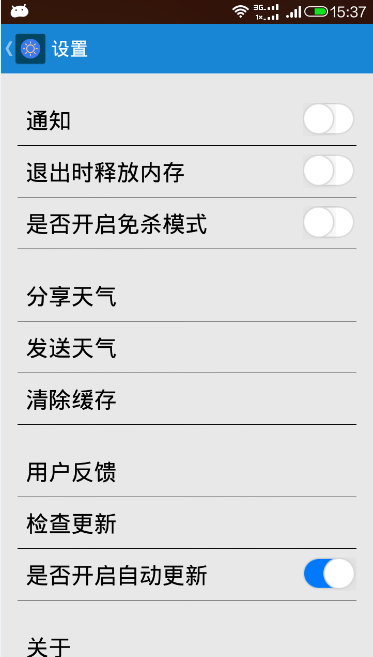 3G
1x
15:37
设置
通知
退出时释放内存
是否开启免杀模式
分享天气
发送天气
清除缓存
用户反馈
检查更新
是否开启自动更新
关于